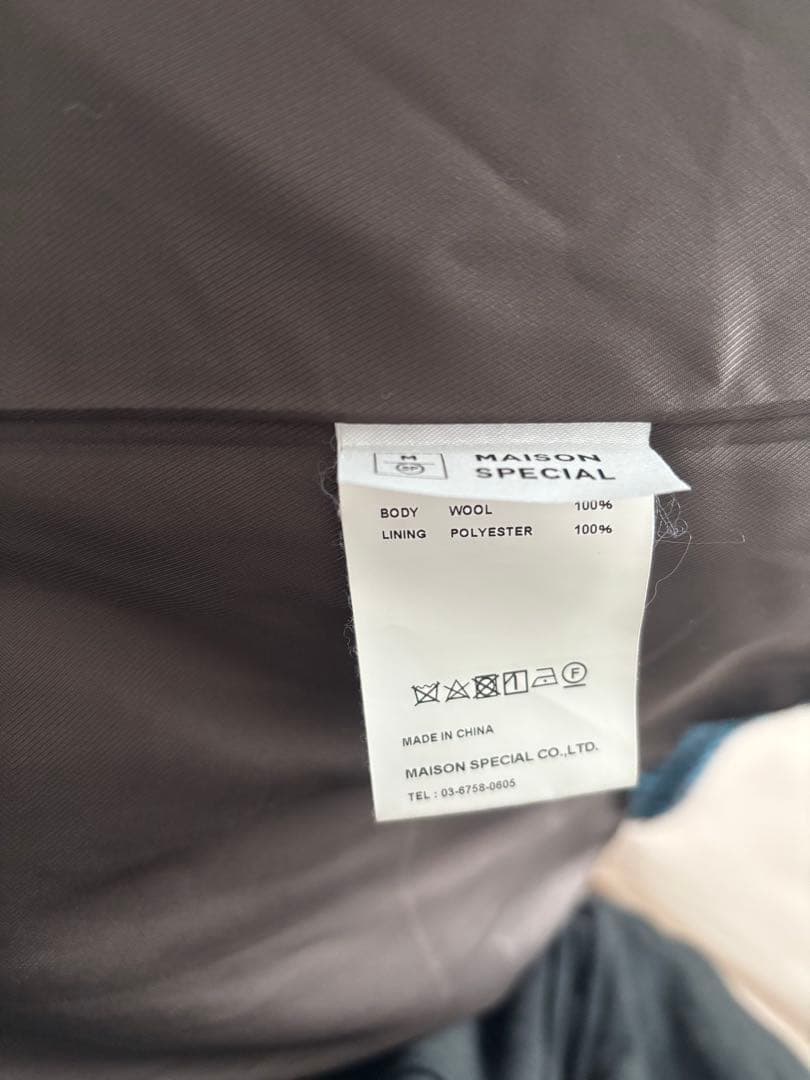 M
SP
MAISON
SPECIAL
BODY WOOL 100%
LINING POLYESTER 100%
F
MADE IN CHINA
MAISON SPECIAL CO.,LTD.
TEL : 03-6758-0605